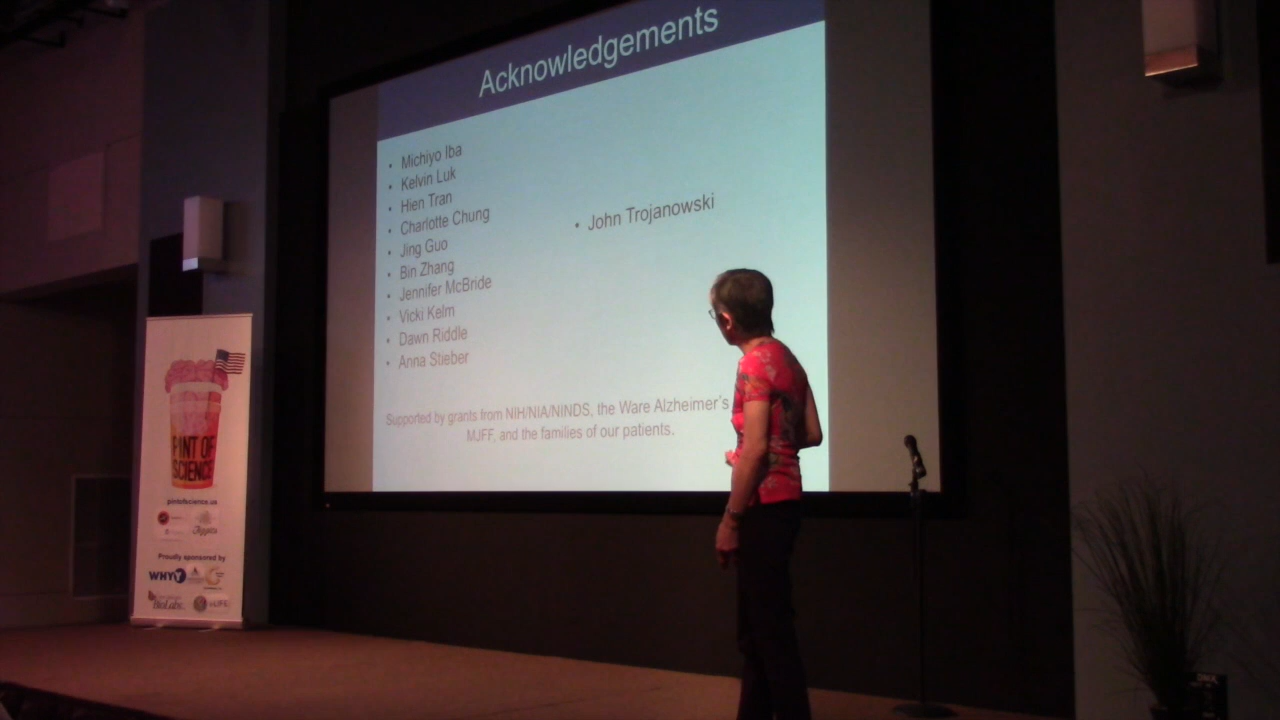 Acknowledgements
• Michiyo Iba
• Kelvin Luk
• Hien Tran
• Charlotte Chung
• Jing Guo
• Bin Zhang
• Jennifer McBride
• Vicki Kelm
• Dawn Riddle
• Anna Stieber
• John Trojanowski
Supported by grants from NIH/NIA/NINDS, the Ware Alzheimer's
MJFF, and the families of our patients.
PINT OF
SCIENCE
pintofscience.us
Proudly sponsored by
WHYY
BioLabs